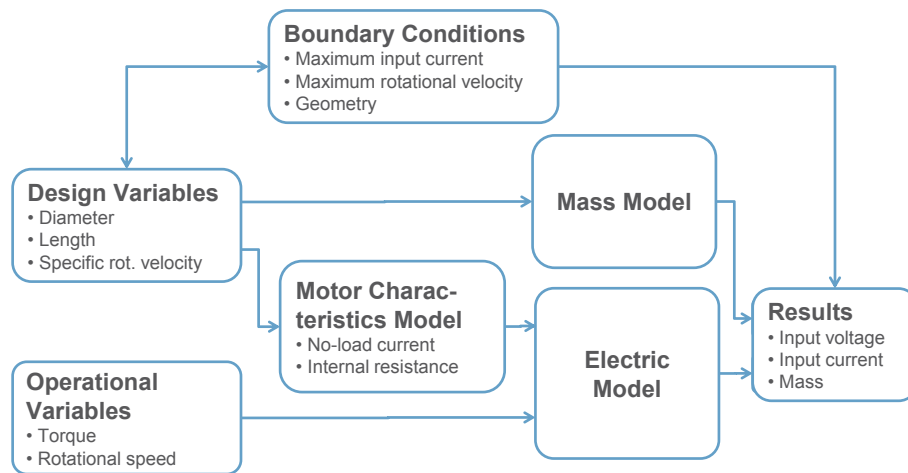 Boundary Conditions
• Maximum input current
• Maximum rotational velocity
• Geometry
Design Variables
• Diameter
• Length
• Specific rot. velocity
Mass Model
Motor Charac-
teristics Model
• No-load current
• Internal resistance
Electric
Model
Results
• Input voltage
• Input current
• Mass
Operational
Variables
• Torque
• Rotational speed